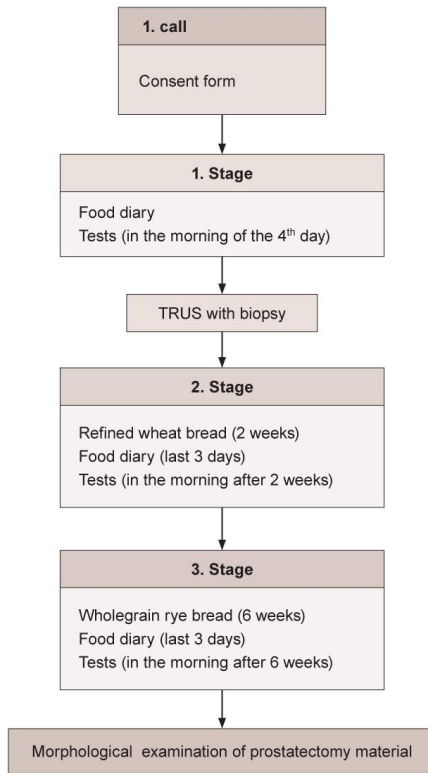 1. call
Consent form
1. Stage
Food diary
Tests (in the morning of the 4th day)
TRUS with biopsy
2. Stage
Refined wheat bread (2 weeks)
Food diary (last 3 days)
Tests (in the morning after 2 weeks)
3. Stage
Wholegrain rye bread (6 weeks)
Food diary (last 3 days)
Tests (in the morning after 6 weeks)
Morphological examination of prostatectomy material